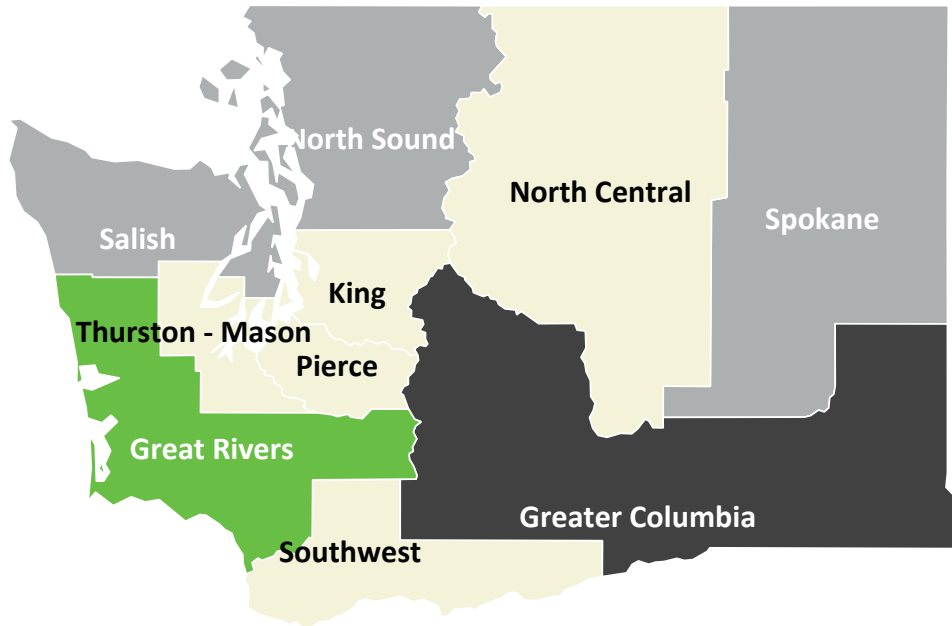 North Sound
North Central
Spokane
Salish
King
Thurston - Mason
Pierce
Great Rivers
Greater Columbia
Southwest